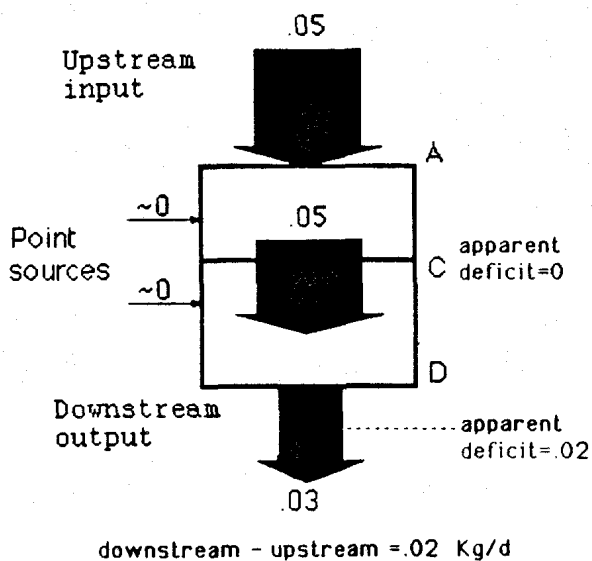 .05
Upstream
input
A
~0
.05
Point
sources
C
apparent
deficit=0
~0
D
Downstream
output
apparent
deficit=.02
.03
downstream - upstream =.02 Kg/d